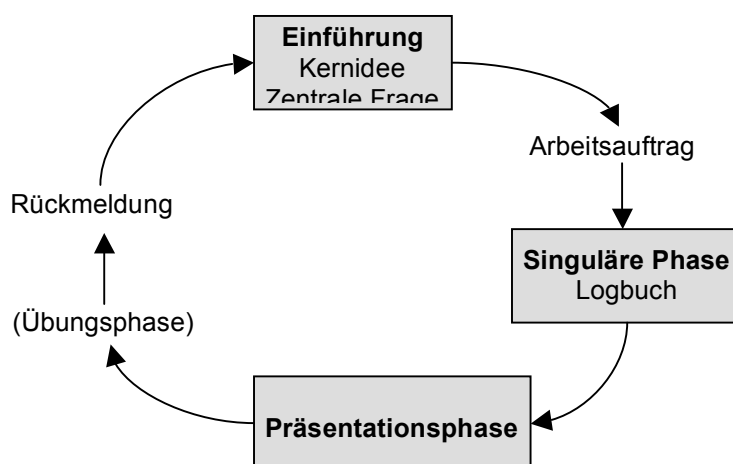 Einführung
Kernidee
Zentrale Frage
Arbeitsauftrag
Singuläre Phase
Logbuch
Präsentationsphase
(Übungsphase)
Rückmeldung